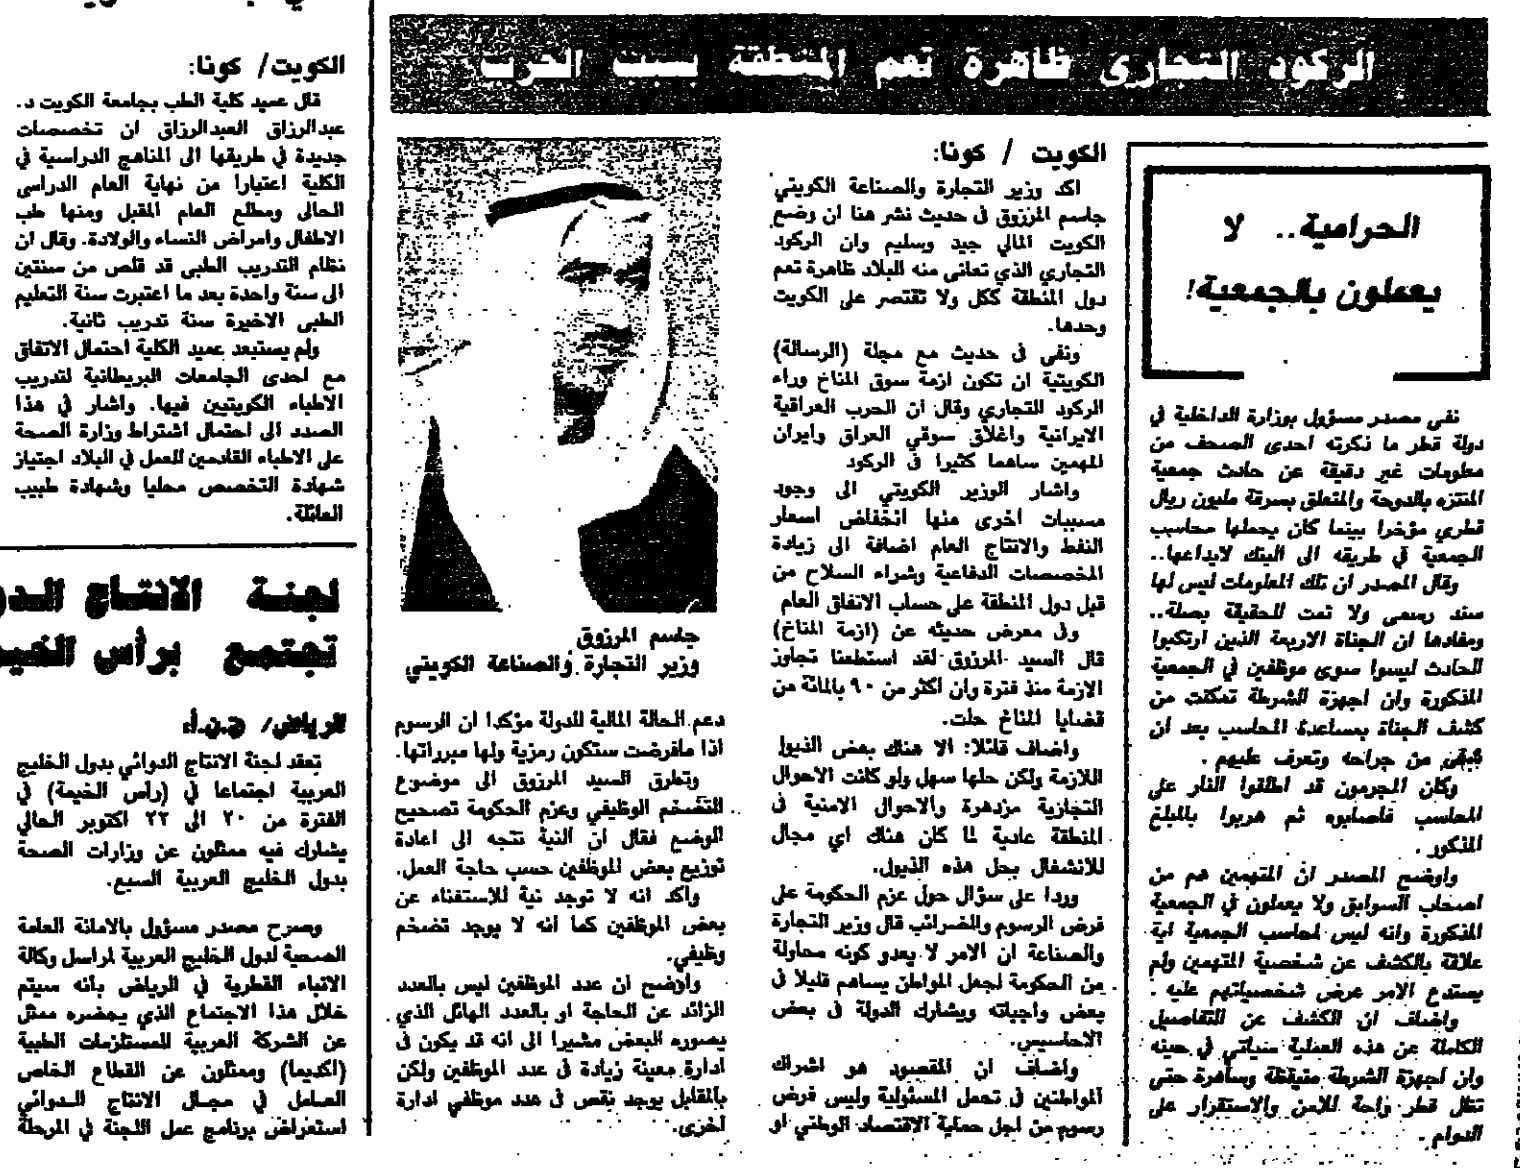 الركود التجاري ظاهرة تعم المنطقة بسبب الحرب
الحرامية.. لا
يعملون بالجمعية!
نفى مصدر مسؤول بوزارة الداخلية في
دولة قطر ما ذكرته احدى الصحف من
معلومات غير دقيقة عن حادث جمعية
المنتزه بالدوحة والمتعلق بسرقة مليون ريال
قطري مؤخرا بينما كان يحملها محاسب
الجمعية في طريقه الى البنك لايداعها..
وقال المصدر ان تلك المعلومات ليس لها
سند رسمى ولا تمت للحقيقة بصلة..
ومفادها ان الجناة الاربعة الذين ارتكبوا
الحادث ليسوا سوى موظفين في الجمعية
المذكورة وان اجهزة الشرطة تمكنت من
كشف الجناة بمساعدة المحاسب بعد ان
شفى من جراحه وتعرف عليهم .
وكان المجرمون قد اطلقوا النار على
المحاسب فاصابوه ثم هربوا بالمبلغ
المذكور .
واوضح المصدر ان المتهمين هم من
اصحاب السوابق ولا يعملون في الجمعية
المذكورة وانه ليس لمحاسب الجمعية اية
علاقة بالكشف عن شخصية المتهمين ولم
يستدع الامر عرض شخصياتهم عليه .
واضاف ان الكشف عن التفاصيل
الكاملة عن هذه العملية سيأتي في حينه
وان اجهزة الشرطة متيقظة وساهرة حتى
تظل قطر واحة للامن والاستقرار على
الدوام .
الكويت / كونا:
اكد وزير التجارة والصناعة الكويتي
جاسم المرزوق فى حديث نشر هنا ان وضع
الكويت المالي جيد وسليم وان الركود
التجاري الذي تعانى منه البلاد ظاهرة تعم
دول المنطقة ككل ولا تقتصر على الكويت
وحدها.
ونفى فى حديث مع مجلة (الرسالة)
الكويتية ان تكون ازمة سوق المناخ وراء
الركود التجاري وقال ان الحرب العراقية
الايرانية واغلاق سوقي العراق وايران
المهمين ساهما كثيرا فى الركود
واشار الوزير الكويتي الى وجود
مسببات اخرى منها انخفاض اسعار
النفط والانتاج العام اضافة الى زيادة
المخصصات الدفاعية وشراء السلاح من
قبل دول المنطقة على حساب الانفاق العام
وفى معرض حديثه عن (ازمة المناخ)
قال السيد المرزوق لقد استطعنا تجاوز
الازمة منذ فترة وان اكثر من ٩٠ بالمائة من
قضايا المناخ حلت.
واضاف قائلا: الا هناك بعض الذيول
اللازمة ولكن حلها سهل ولو كانت الاحوال
التجارية مزدهرة والاحوال الامنية فى
المنطقة عادية لما كان هناك اي مجال
للانشغال بحل هذه الذيول.
وردا على سؤال حول عزم الحكومة على
فرض الرسوم والضرائب قال وزير التجارة
والصناعة ان الامر لا يعدو كونه محاولة
من الحكومة لجعل المواطن يساهم قليلا فى
بعض واجباته ويشارك الدولة فى بعض
الاحاسيس.
واضاف ان المقصود هو اشراك
المواطنين فى تحمل المسئولية وليس فرض
رسوم من اجل حماية الاقتصاد الوطني او
جاسم المرزوق
وزير التجارة والصناعة الكويتي
دعم الحالة المالية للدولة مؤكدا ان الرسوم
اذا مافرضت ستكون رمزية ولها مبرراتها.
وتطرق السيد المرزوق الى موضوع
التضخم الوظيفي وعزم الحكومة تصحيح
الوضع فقال ان النية تتجه الى اعادة
توزيع بعض الموظفين حسب حاجة العمل.
وأكد انه لا توجد نية للاستغناء عن
بعض الموظفين كما انه لا يوجد تضخم
وظيفي.
واوضح ان عدد الموظفين ليس بالعدد
الزائد عن الحاجة او بالعدد الهائل الذي
يصوره البعض مشيرا الى انه قد يكون فى
ادارة معينة زيادة فى عدد الموظفين ولكن
بالمقابل يوجد نقص فى عدد موظفي ادارة
اخرى.
الكويت/ كونا:
قال عميد كلية الطب بجامعة الكويت د.
عبدالرزاق العبدالرزاق ان تخصصات
جديدة في طريقها الى المناهج الدراسية في
الكلية اعتبارا من نهاية العام الدراسى
الحالى ومطلع العام المقبل ومنها طب
الاطفال وامراض النساء والولادة. وقال ان
نظام التدريب الطبى قد قلص من سنتين
الى سنة واحدة بعد ما اعتبرت سنة التعليم
الطبى الاخيرة سنة تدريب ثانية.
ولم يستبعد عميد الكلية احتمال الاتفاق
مع احدى الجامعات البريطانية لتدريب
الاطباء الكويتيين فيها. واشار في هذا
الصدد الى احتمال اشتراط وزارة الصحة
على الاطباء القادمين للعمل في البلاد اجتياز
شهادة التخصص محليا وشهادة طبيب
العائلة.
لجنة الانتاج
تجتمع برأس
الرياض/ ق.ن.أ:
تعقد لجنة الانتاج الدوائي بدول الخليج
العربية اجتماعا في (رأس الخيمة) في
الفترة من ٢٠ الى ٢٢ اكتوبر الحالي
يشارك فيه ممثلون عن وزارات الصحة
بدول الخليج العربية السبع.
وصرح مصدر مسؤول بالامانة العامة
الصحية لدول الخليج العربية لمراسل وكالة
الانباء القطرية في الرياض بأنه سيتم
خلال هذا الاجتماع الذي يحضره ممثل
عن الشركة العربية للمستلزمات الطبية
(اكديما) وممثلون عن القطاع الخاص
العامل في مجال الانتاج الدوائي
استعراض برنامج عمل اللجنة في المرحلة